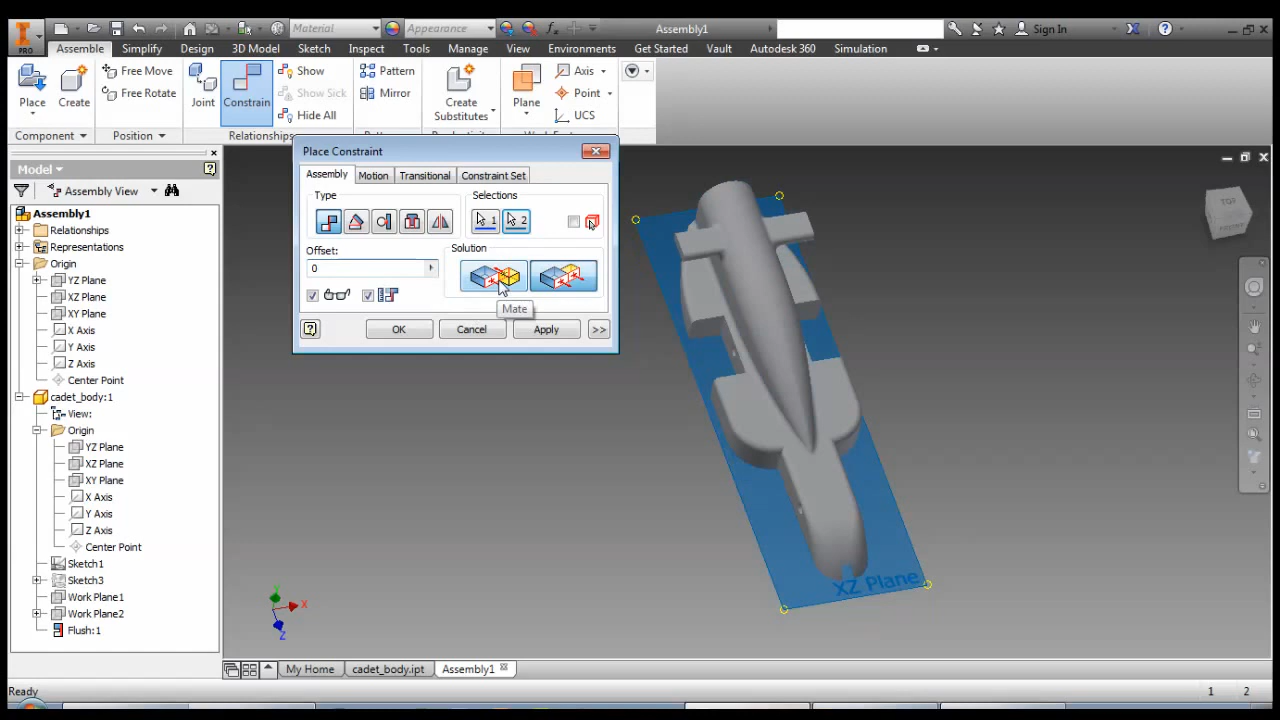 Material
Appearance
Assembly1
Sign In
PRO
Assemble Simplify Design 3D Model Sketch Inspect Tools Manage View Environments Get Started Vault Autodesk 360 Simulation
Place
Create
Free Move
Free Rotate
Joint
Constrain
Show
Show Sick
Hide All
Pattern
Mirror
Create
Substitutes
Plane
Axis
Point
UCS
Component
Position
Relationships
Model
Assembly View
Assembly1
Relationships
Representations
Origin
YZ Plane
XZ Plane
XY Plane
X Axis
Y Axis
Z Axis
Center Point
cadet_body:1
View:
Origin
YZ Plane
XZ Plane
XY Plane
X Axis
Y Axis
Z Axis
Center Point
Sketch1
Sketch3
Work Plane1
Work Plane2
Flush:1
Place Constraint
Assembly Motion Transitional Constraint Set
Type
Selections
1
2
Offset:
0
Solution
Mate
OK Cancel Apply >>
TOP
FRONT
XZ Plane
X
Z
My Home cadet_body.ipt Assembly1
Ready
1 2